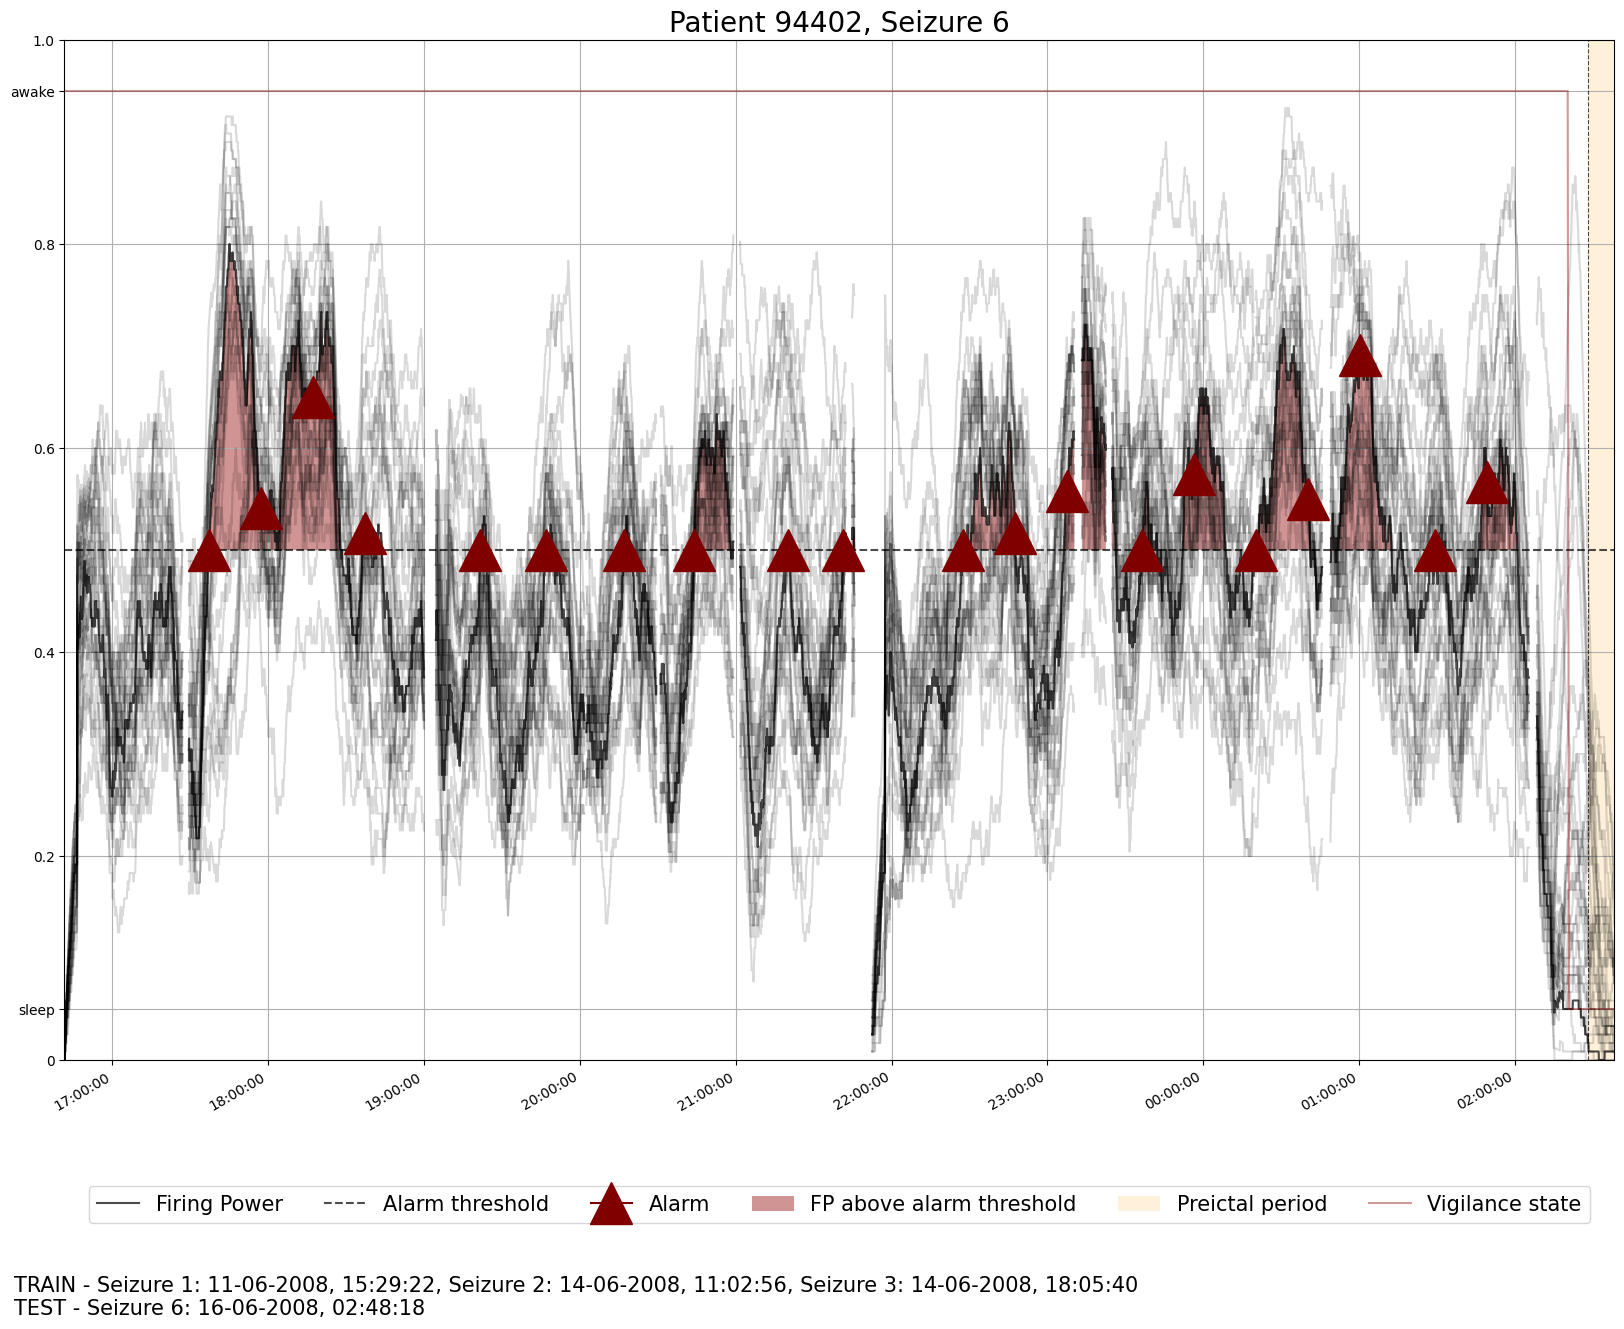 Patient 94402, Seizure 6
1.0
awake
0.8
0.6
0.4
0.2
sleep
0
17:00:00
18:00:00
19:00:00
20:00:00
21:00:00
22:00:00
23:00:00
00:00:00
01:00:00
02:00:00
Firing Power
Alarm threshold
Alarm
FP above alarm threshold
Preictal period
Vigilance state
TRAIN - Seizure 1: 11-06-2008, 15:29:22, Seizure 2: 14-06-2008, 11:02:56, Seizure 3: 14-06-2008, 18:05:40
TEST - Seizure 6: 16-06-2008, 02:48:18